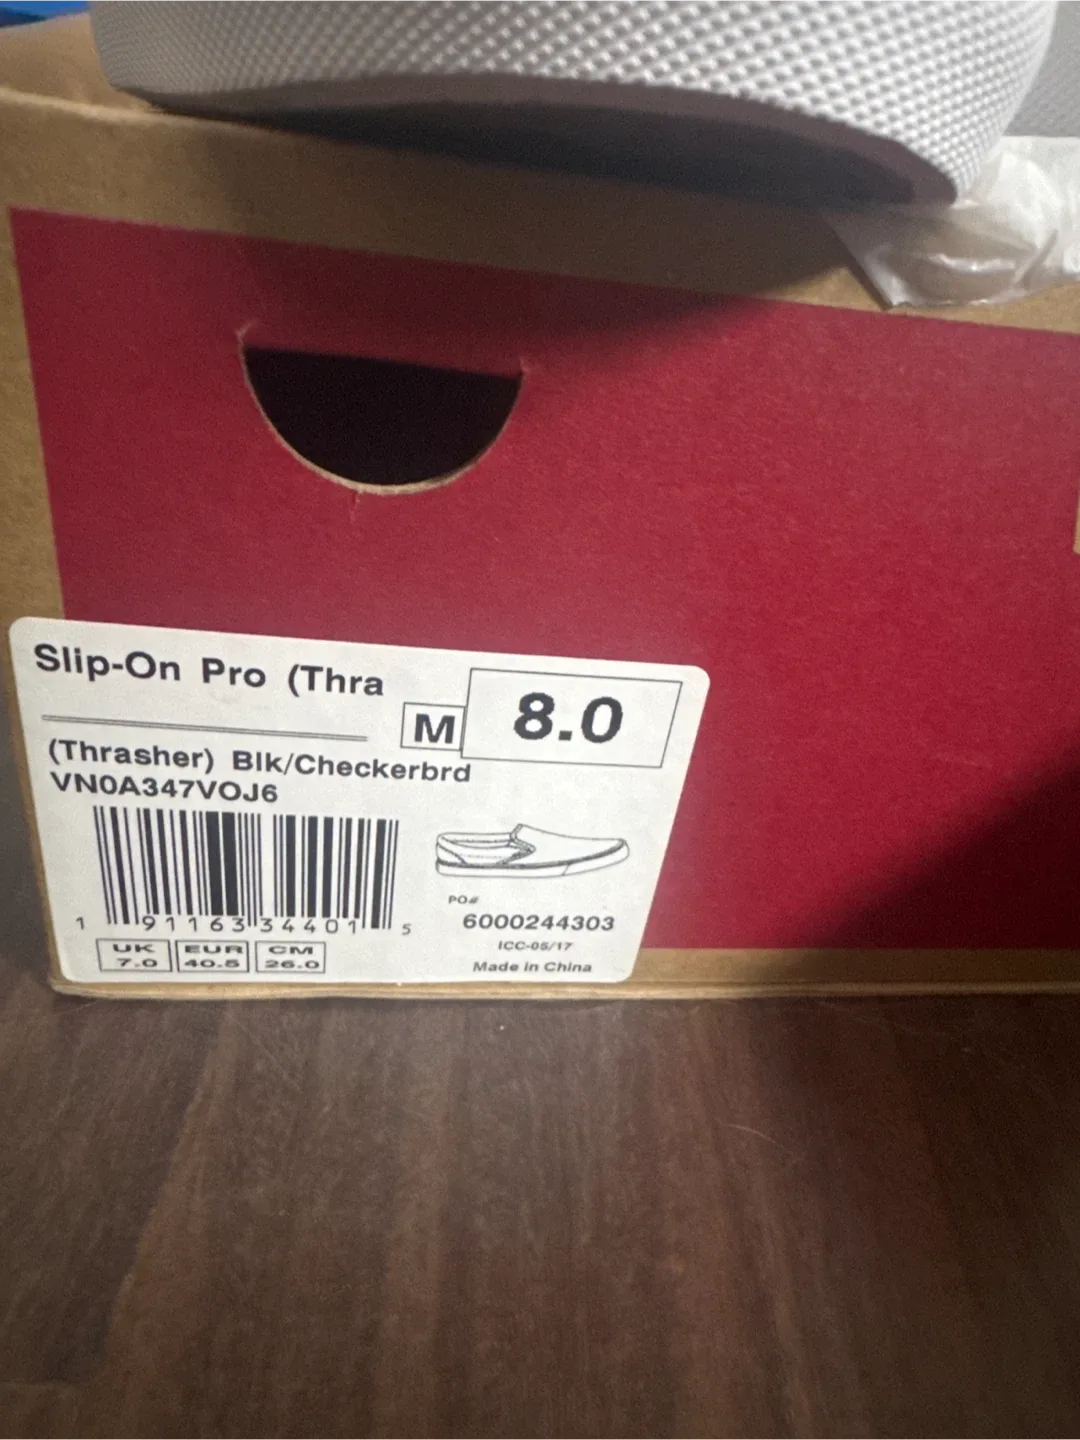 Slip-On Pro (Thra
M
8.0
(Thrasher) Blk/Checkerbrd
VN0A347VOJ6
1 91163 34401 5
PO#
6000244303
ICC-05/17
Made in China
UK
7.0
EUR
40.5
CM
26.0